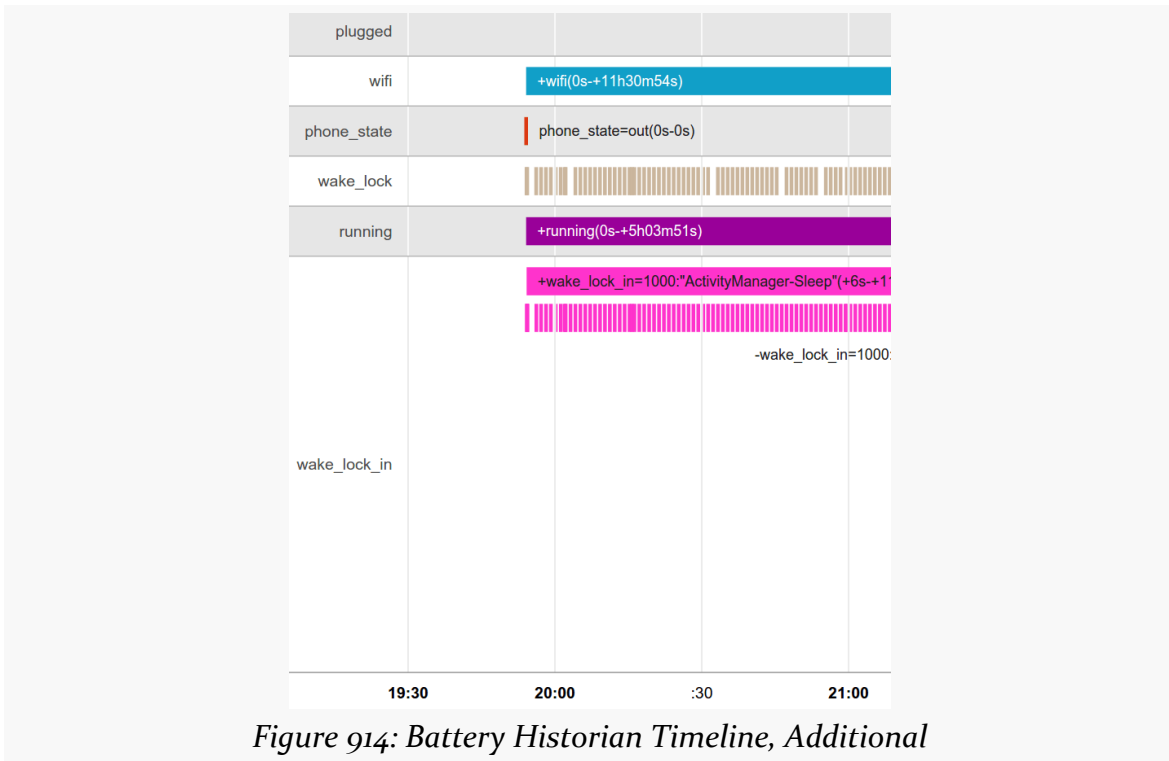 plugged
wifi
+wifi(0s-+11h30m54s)
phone_state
phone_state=out(0s-0s)
wake_lock
running
+running(0s-+5h03m51s)
+wake_lock_in=1000:"ActivityManager-Sleep"(+6s-+11
-wake_lock_in=1000:
wake_lock_in
19:30 20:00 :30 21:00
Figure 914: Battery Historian Timeline, Additional